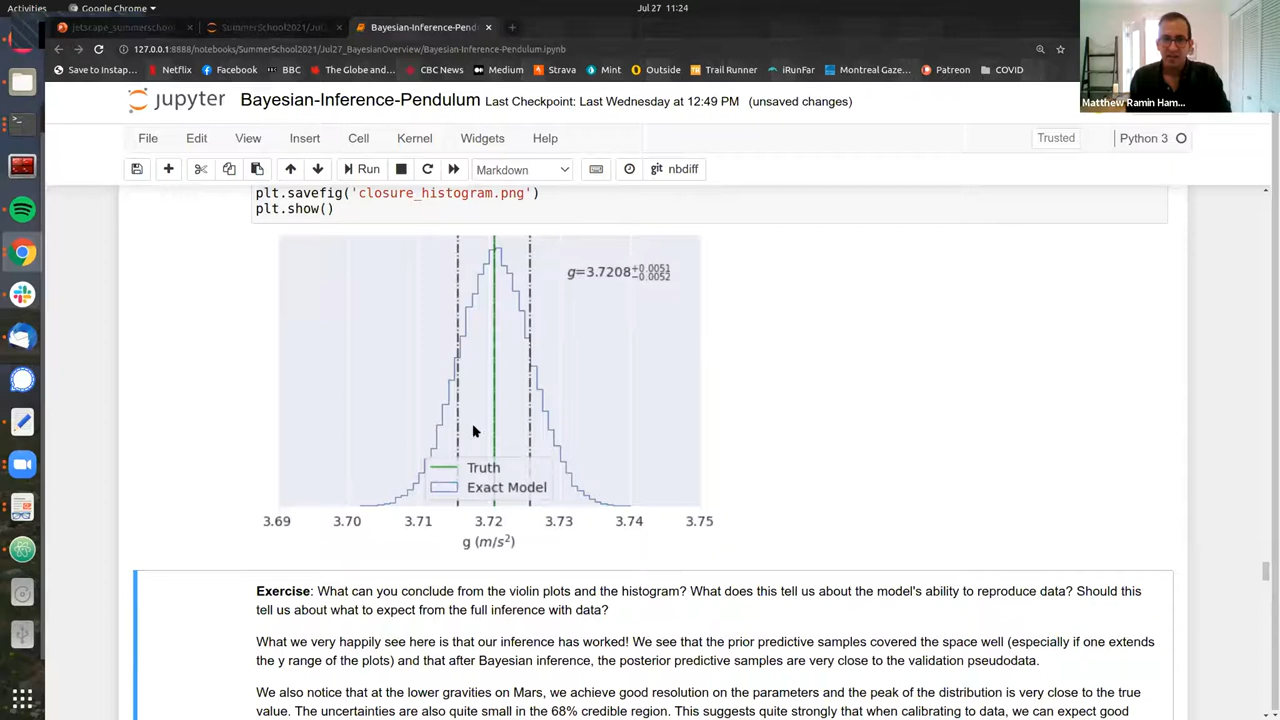 Activities
Google Chrome
Jul 27 11:24
jetscape_summerschool
SummerSchool2021/Jul
Bayesian-Inference-Pend
127.0.0.1:8888/notebooks/SummerSchool2021/Jul27_BayesianOverview/Bayesian-Inference-Pendulum.ipynb
Save to Instap...
Netflix
Facebook
BBC
The Globe and...
CBC News
Medium
Strava
Mint
Outside
Trail Runner
iRunFar
Montreal Gaze...
Patreon
COVID
Matthew Ramin Ham...
jupyter
Bayesian-Inference-Pendulum Last Checkpoint: Last Wednesday at 12:49 PM (unsaved changes)
File
Edit
View
Insert
Cell
Kernel
Widgets
Help
Trusted
Python 3
Run
Markdown
git nbdiff
plt.savefig('closure_histogram.png')
plt.show()
g=3.7208+0.0051−0.0052
Truth
Exact Model
3.69 3.70 3.71 3.72 3.73 3.74 3.75
g (m/s²)
Exercise: What can you conclude from the violin plots and the histogram? What does this tell us about the model's ability to reproduce data? Should this
tell us about what to expect from the full inference with data?
What we very happily see here is that our inference has worked! We see that the prior predictive samples covered the space well (especially if one extends
the y range of the plots) and that after Bayesian inference, the posterior predictive samples are very close to the validation pseudodata.
We also notice that at the lower gravities on Mars, we achieve good resolution on the parameters and the peak of the distribution is very close to the true
value. The uncertainties are also quite small in the 68% credible region. This suggests quite strongly that when calibrating to data, we can expect good